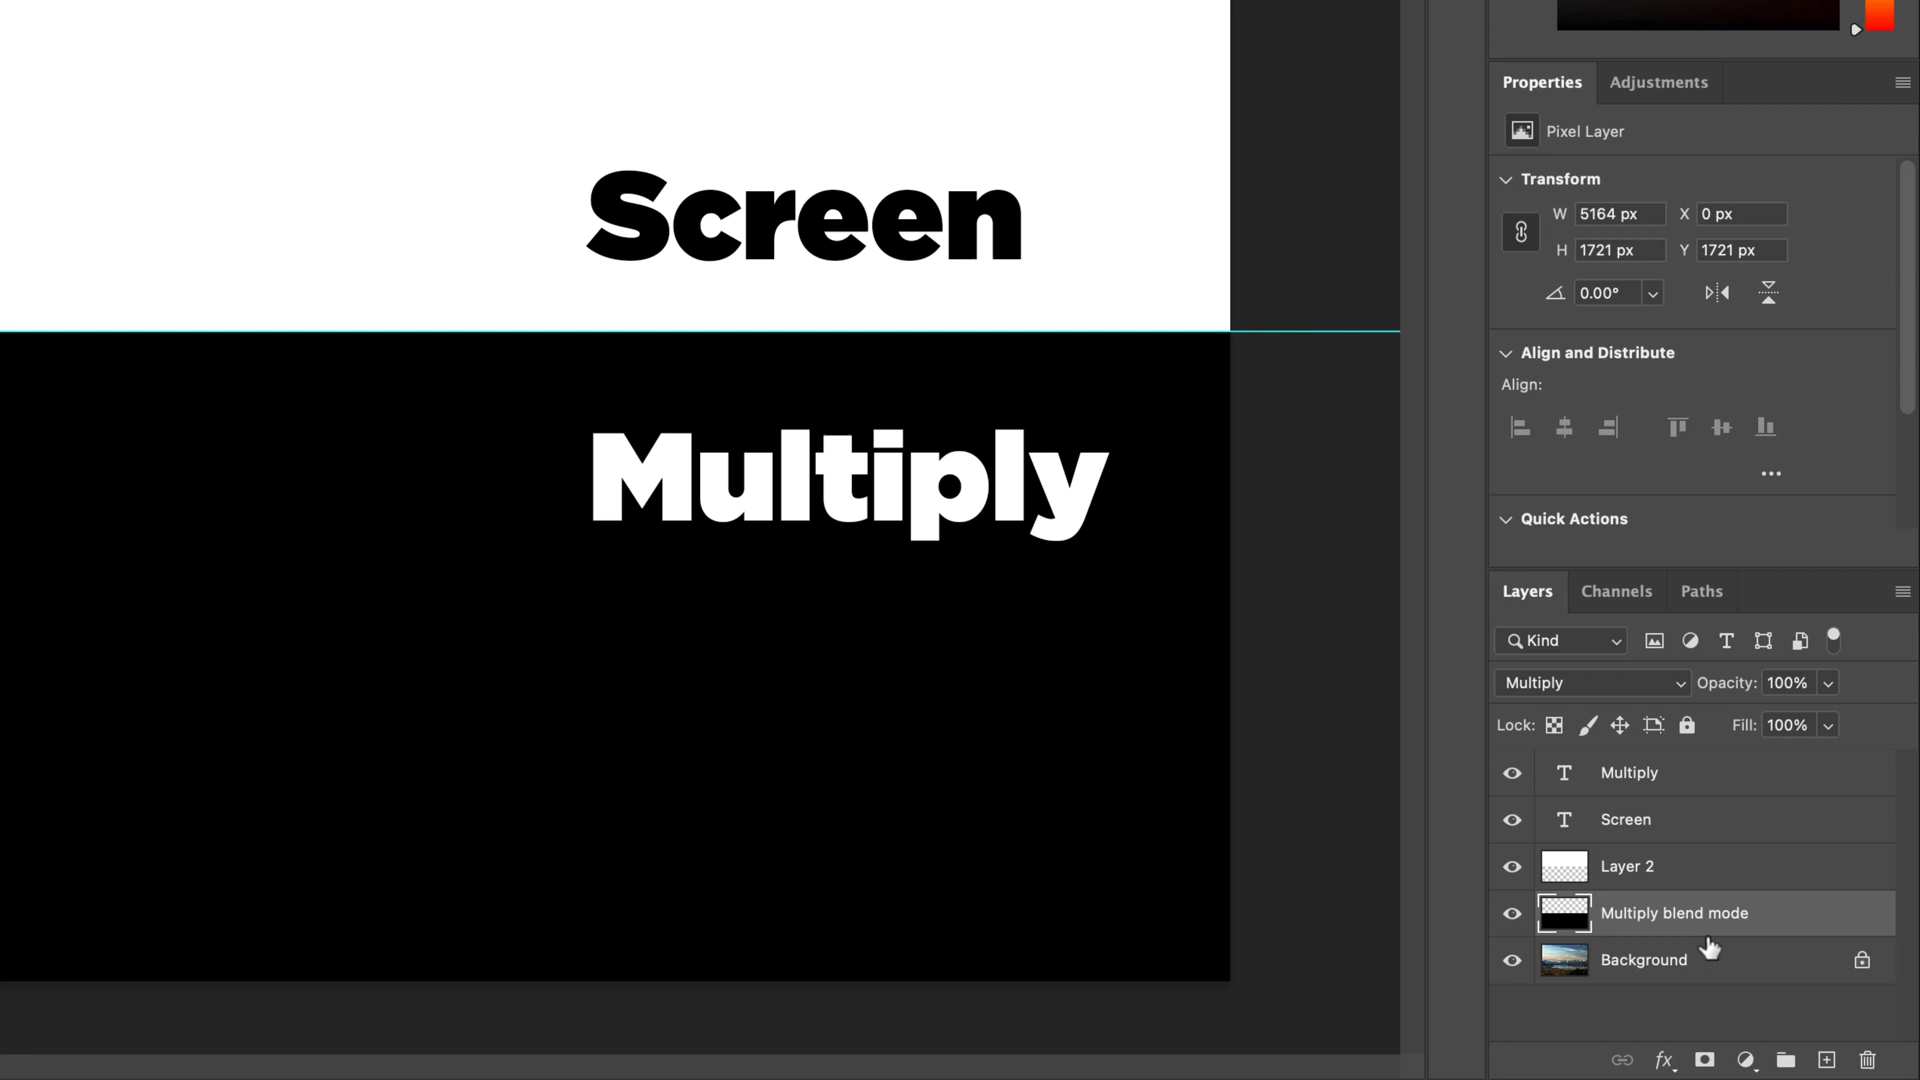 Screen
Multiply
Properties
Adjustments
Pixel Layer
Transform
W 5164 px X 0 px
H 1721 px Y 1721 px
0.00°
Align and Distribute
Align:
Quick Actions
Layers Channels Paths
Kind
Multiply Opacity: 100%
Lock: Fill: 100%
T Multiply
T Screen
Layer 2
Multiply blend mode
Background
fx